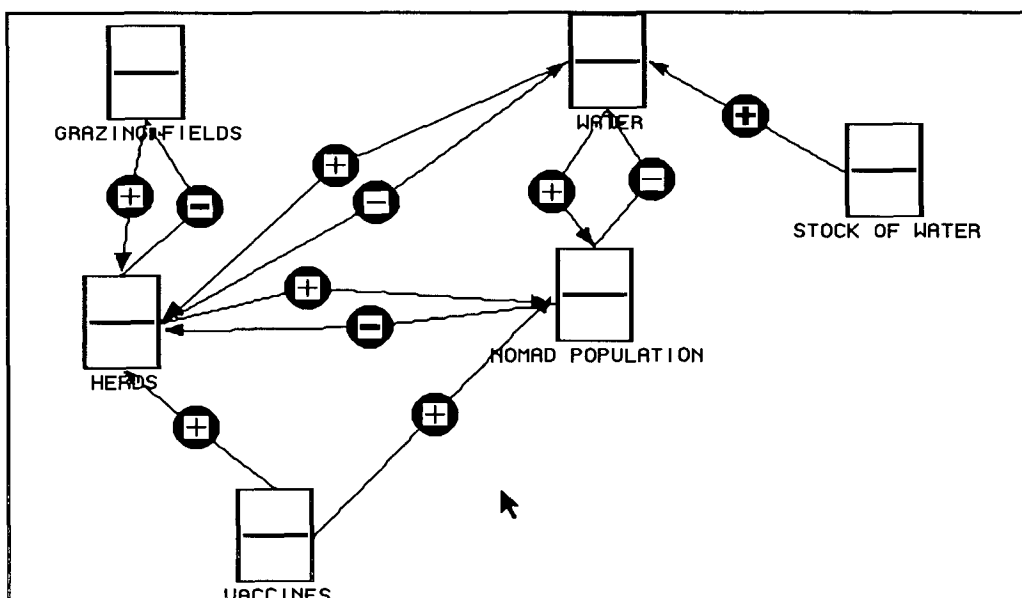 GRAZING FIELDS
WATER
STOCK OF WATER
NOMAD POPULATION
HERDS
VACCINES